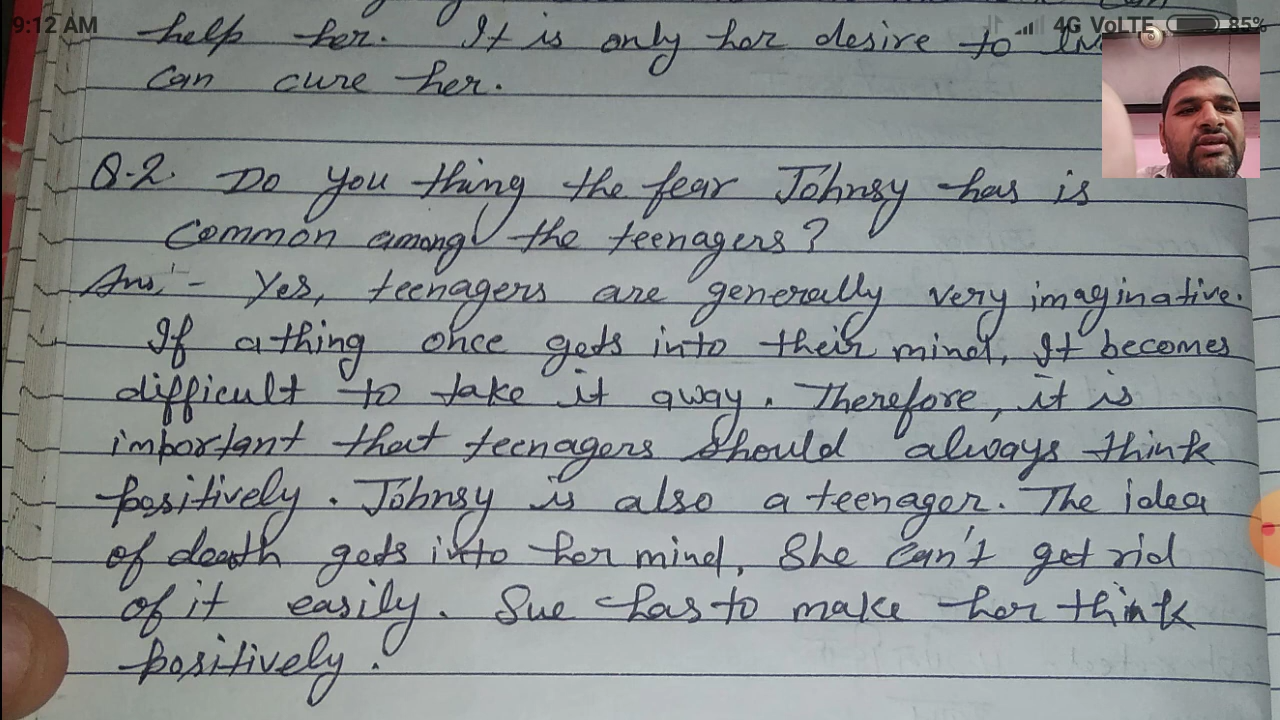 9:12 AM
4G VoLTE 85%
help her. It is only her desire to
can cure her.
Q.2. Do you thing the fear Johnsy has is
common among the teenagers?
Ans:- Yes, teenagers are generally very imaginative.
If a thing once gets into their mind, It becomes
difficult to take it away. Therefore, it is
important that teenagers should always think
positively. Johnsy is also a teenager. The idea
of death gets into her mind, She can't get rid
of it easily. Sue has to make her think
positively.